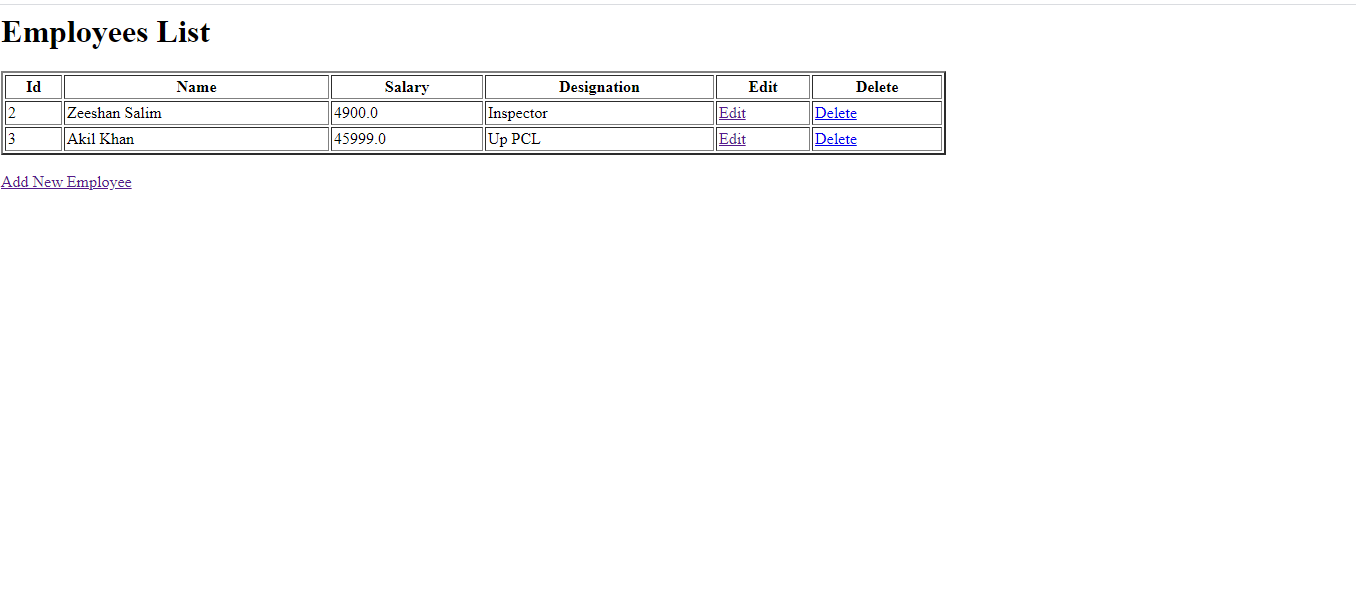 Employees List
Id Name Salary Designation Edit Delete
2 Zeeshan Salim 4900.0 Inspector Edit Delete
3 Akil Khan 45999.0 Up PCL Edit Delete
Add New Employee